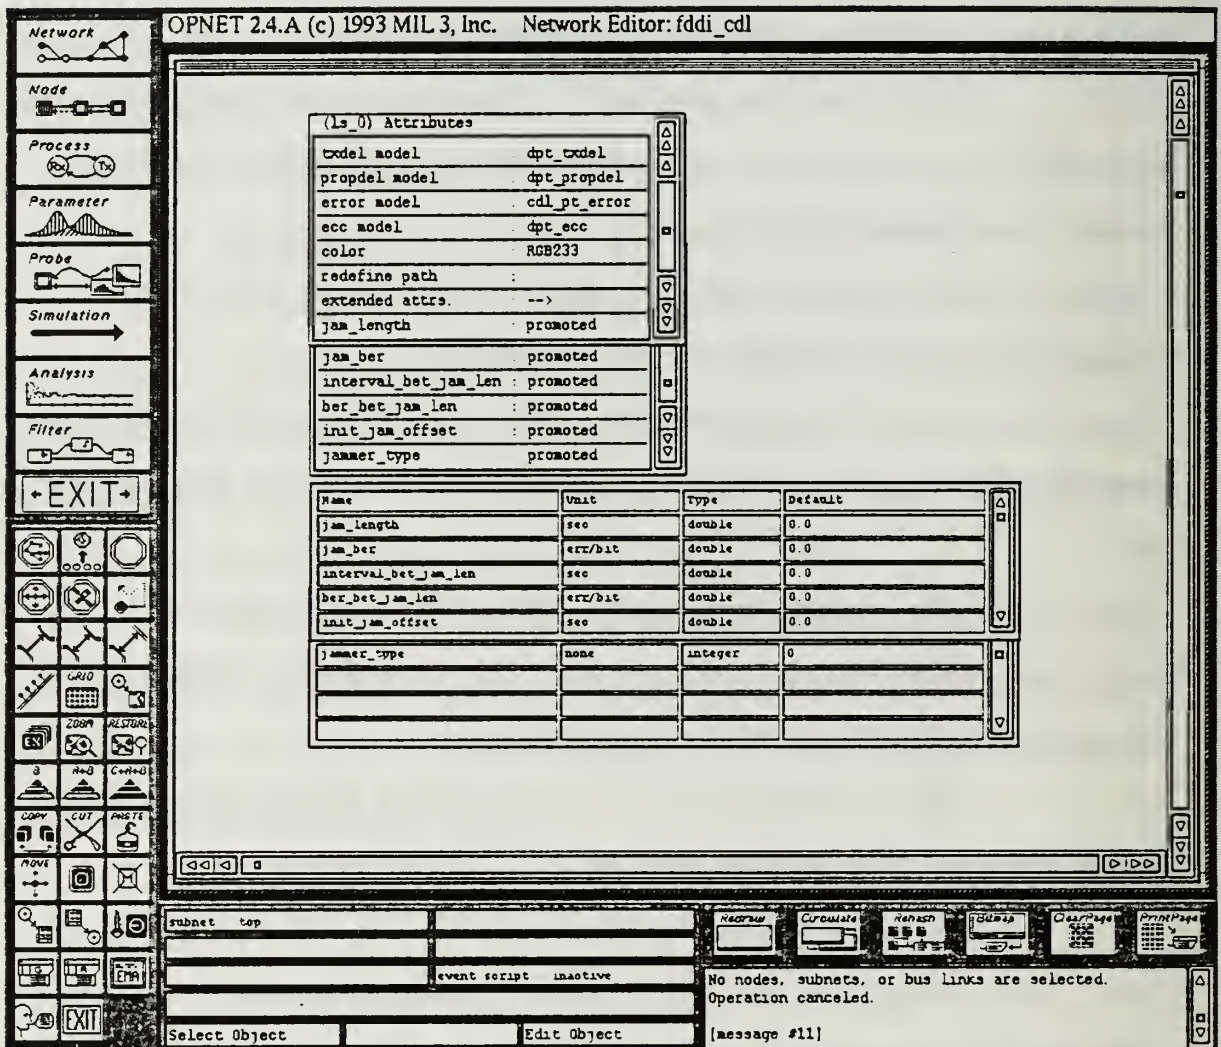 OPNET 2.4.A (c) 1993 MIL 3, Inc. Network Editor: fddi_cdl
Network
Node
Process
Rx Tx
Parameter
Probe
Simulation
Analysis
Filter
EXIT
(ls_0) Attributes
txdel model : dpt_txdel
propdel model : dpt_propdel
error model : cdl_pt_error
ecc model : dpt_ecc
color : RGB233
redefine path :
extended attrs. : -->
jam_length : promoted
jam_ber : promoted
interval_bet_jam_len : promoted
ber_bet_jam_len : promoted
init_jam_offset : promoted
jammer_type promoted
Name Unit Type Default
jam_length sec double 0.0
jam_ber err/bit double 0.0
interval_bet_jam_len sec double 0.0
ber_bet_jam_len err/bit double 0.0
init_jam_offset sec double 0.0
jammer_type none integer 0
GRID
ZOOM RESTORE
B A+B C+A+B
COPY CUT PASTE
MOVE
M
G A EMA
EXIT
subnet top
event script inactive
Select Object Edit Object
Redraw Circulate Rehash Bitmap ClearPage PrintPage
No nodes, subnets, or bus links are selected.
Operation canceled.
[message #11]